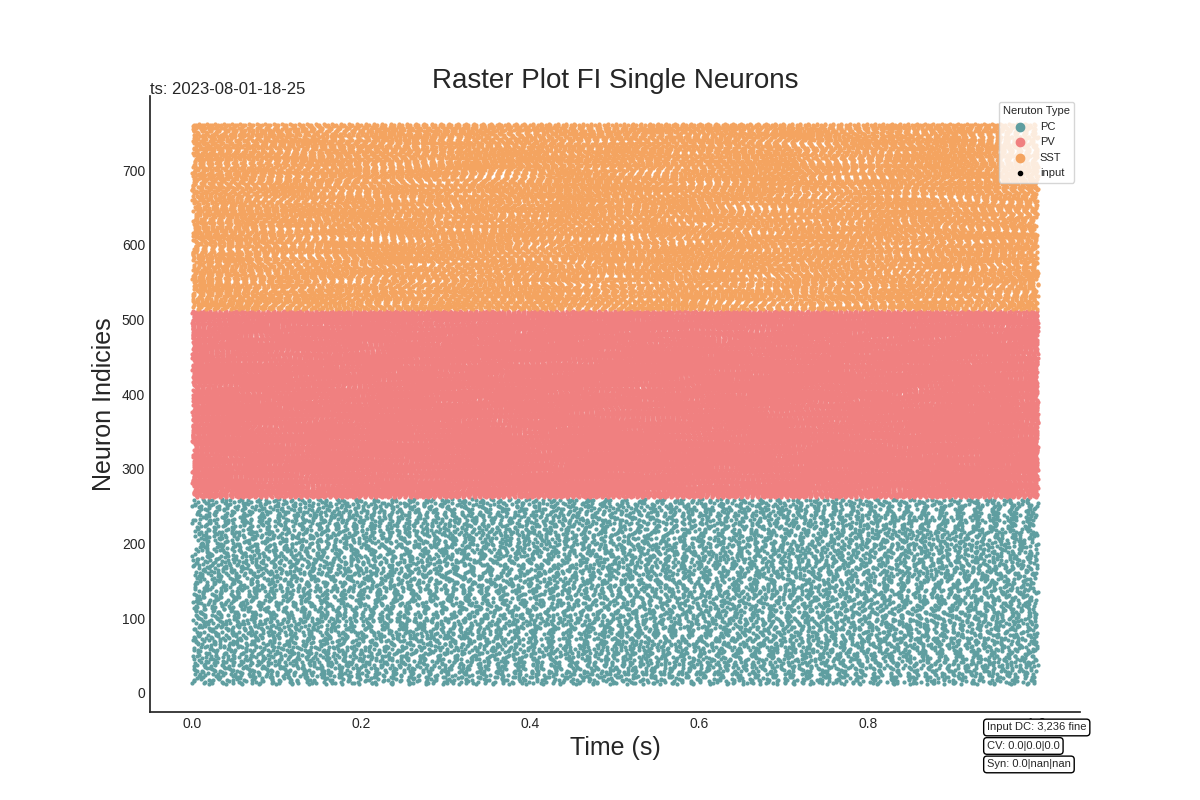 Raster Plot FI Single Neurons
ts: 2023-08-01-18-25
Neruton Type
PC
PV
SST
input
Neuron Indicies
700
600
500
400
300
200
100
0
0.0 0.2 0.4 0.6 0.8
Time (s)
Input DC: 3,236 fine
CV: 0.0|0.0|0.0
Syn: 0.0|nan|nan